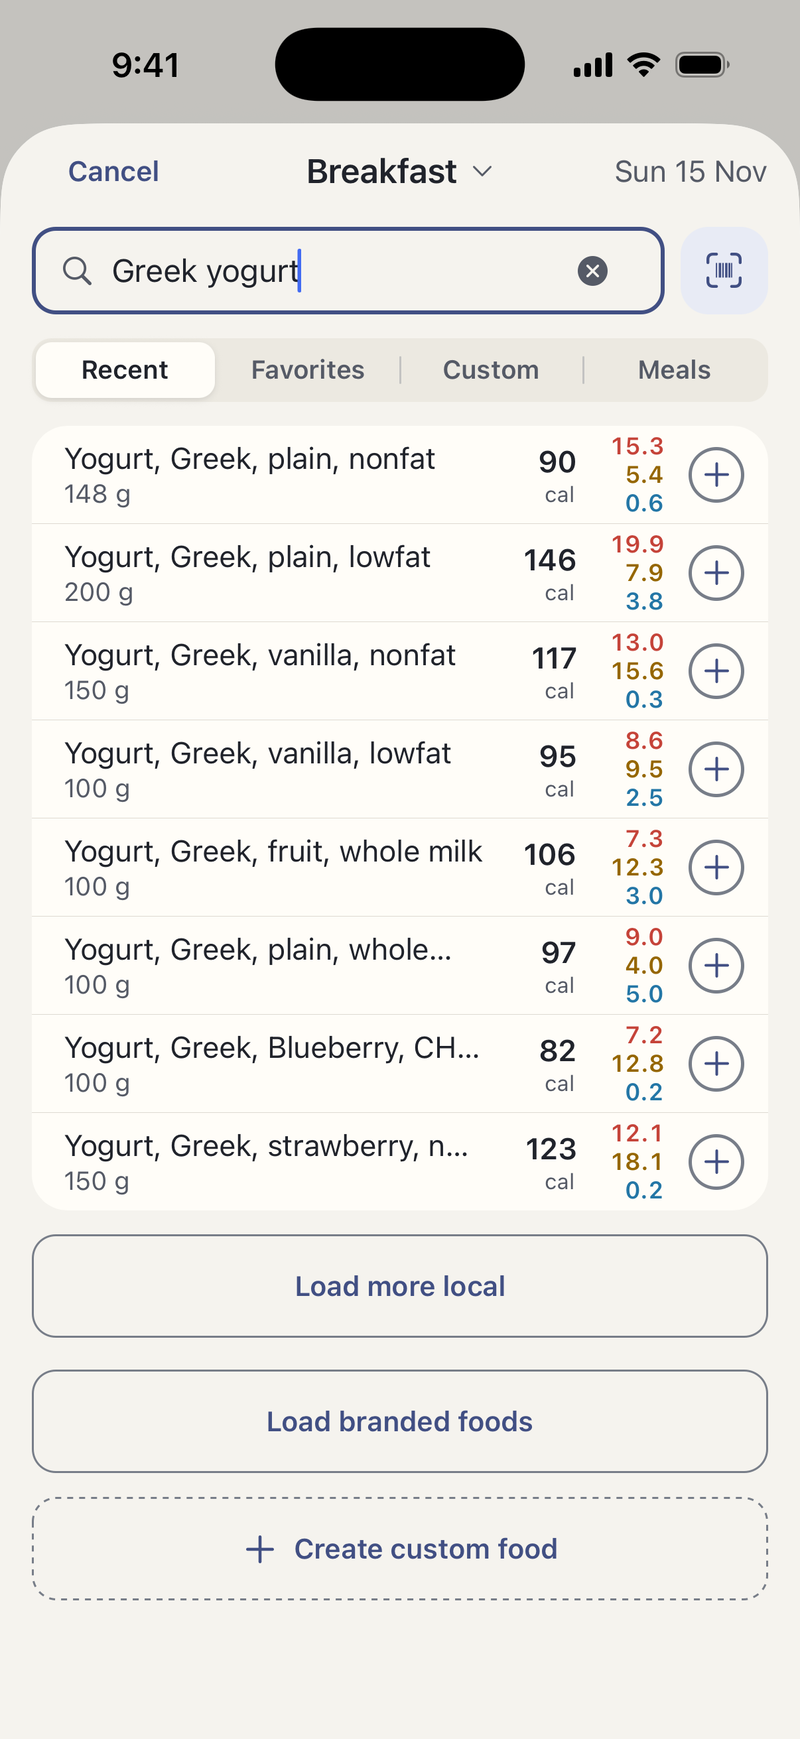 9:41
Cancel
Breakfast
Sun 15 Nov
Greek yogurt
Recent
Favorites
Custom
Meals
Yogurt, Greek, plain, nonfat
148 g
90
cal
15.3
5.4
0.6
Yogurt, Greek, plain, lowfat
200 g
146
cal
19.9
7.9
3.8
Yogurt, Greek, vanilla, nonfat
150 g
117
cal
13.0
15.6
0.3
Yogurt, Greek, vanilla, lowfat
100 g
95
cal
8.6
9.5
2.5
Yogurt, Greek, fruit, whole milk
100 g
106
cal
7.3
12.3
3.0
Yogurt, Greek, plain, whole...
100 g
97
cal
9.0
4.0
5.0
Yogurt, Greek, Blueberry, CH...
100 g
82
cal
7.2
12.8
0.2
Yogurt, Greek, strawberry, n...
150 g
123
cal
12.1
18.1
0.2
Load more local
Load branded foods
Create custom food